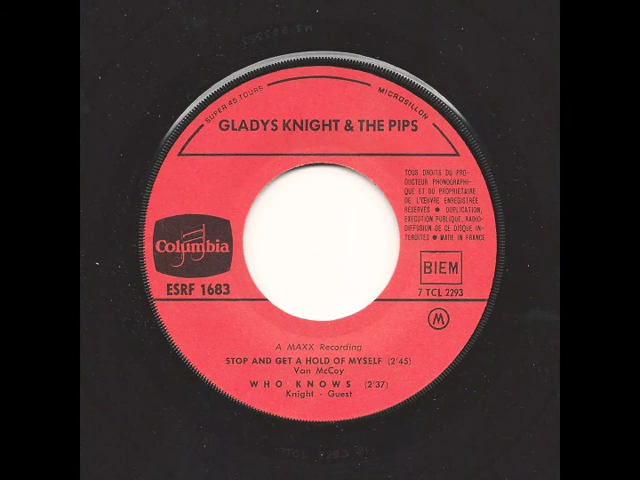 SUPER 45 TOURS
MICROSILLON
GLADYS KNIGHT & THE PIPS
TOUS DROITS DU PRO-
DUCTEUR PHONOGRAPHI-
QUE ET DU PROPRIÉTAIRE
DE L'ŒUVRE ENREGISTRÉE
RÉSERVÉS ● DUPLICATION,
EXÉCUTION PUBLIQUE, RADIO-
DIFFUSION DE CE DISQUE IN-
TERDITES ● MADE IN FRANCE
Columbia
BIEM
ESRF 1683
7 TCL 2293
M
A MAXX Recording
STOP AND GET A HOLD OF MYSELF (2'45)
Van McCoy
WHO KNOWS (2'37)
Knight - Guest